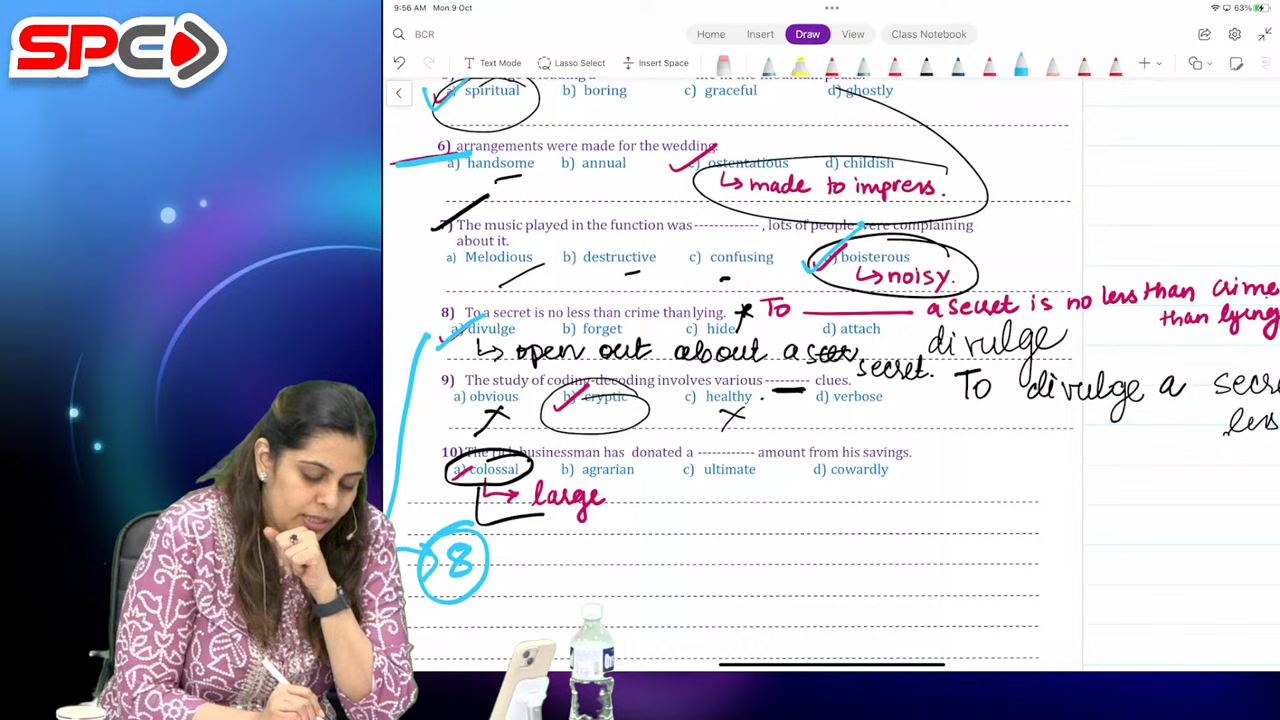 SPE
9:56 AM Mon 9 Oct
63%
BCR
Home Insert Draw View Class Notebook
Text Mode Lasso Select Insert Space
a) spiritual b) boring c) graceful d) ghostly
6) arrangements were made for the wedding.
a) handsome b) annual c) ostentatious d) childish
made to impress.
7) The music played in the function was ------------- , lots of people were complaining
about it.
a) Melodious b) destructive c) confusing d) boisterous
noisy.
8) To a secret is no less than crime than lying.
To ______ a secret is no less than crime
than lying
a) divulge b) forget c) hide d) attach
open out about a
secret.
divulge
To divulge a secre
less
9) The study of coding-decoding involves various --------- clues.
a) obvious b) cryptic c) healthy d) verbose
10) The rich businessman has donated a ------------ amount from his savings.
a) colossal b) agrarian c) ultimate d) cowardly
large
8